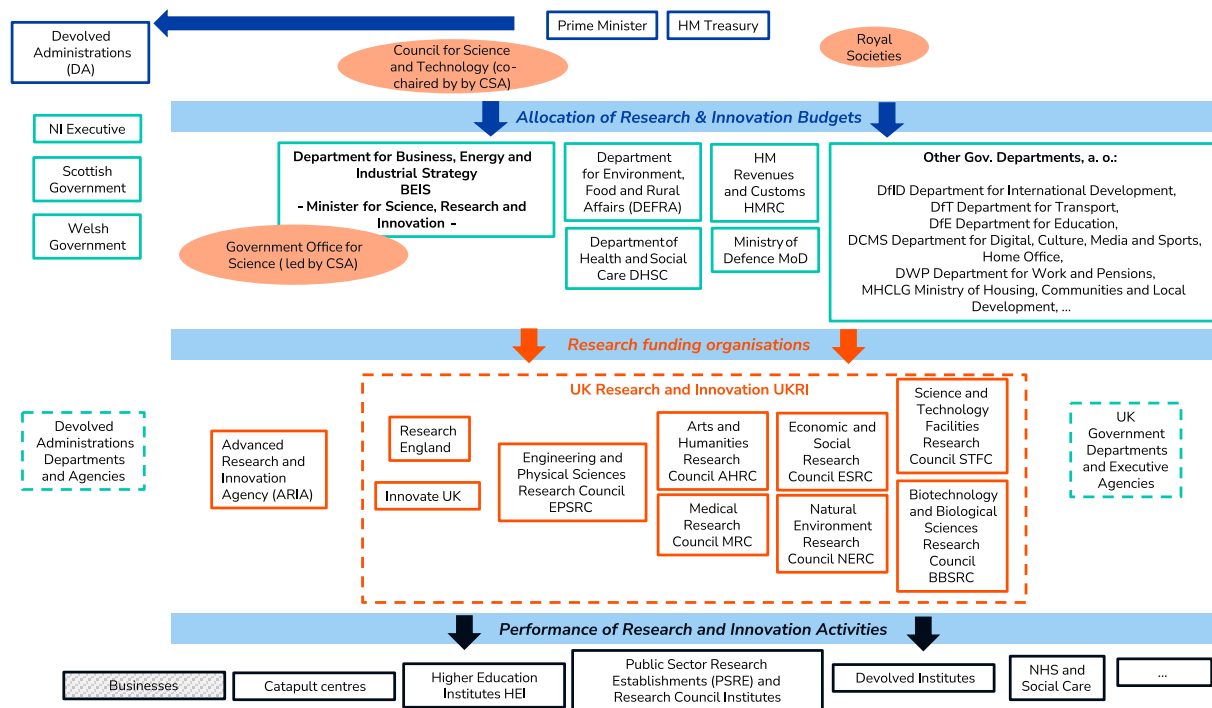 Devolved
Administrations
(DA)
Prime Minister
HM Treasury
Council for Science
and Technology (co-
chaired by by CSA)
Royal
Societies
Allocation of Research & Innovation Budgets
NI Executive
Scottish
Government
Welsh
Government
Department for Business, Energy and
Industrial Strategy
BEIS
- Minister for Science, Research and
Innovation -
Government Office for
Science ( led by CSA)
Department
for Environment,
Food and Rural
Affairs (DEFRA)
Department of
Health and Social
Care DHSC
HM
Revenues
and Customs
HMRC
Ministry of
Defence MoD
Other Gov. Departments, a. o.:
DfID Department for International Development,
DfT Department for Transport,
DfE Department for Education,
DCMS Department for Digital, Culture, Media and Sports,
Home Office,
DWP Department for Work and Pensions,
MHCLG Ministry of Housing, Communities and Local
Development, ...
Research funding organisations
Devolved
Administrations
Departments
and Agencies
Advanced
Research and
Innovation
Agency (ARIA)
UK Research and Innovation UKRI
Research
England
Innovate UK
Engineering and
Physical Sciences
Research Council
EPSRC
Arts and
Humanities
Research
Council AHRC
Medical
Research
Council MRC
Economic and
Social
Research
Council ESRC
Natural
Environment
Research
Council NERC
Science and
Technology
Facilities
Research
Council STFC
Biotechnology
and Biological
Sciences
Research
Council
BBSRC
UK
Government
Departments
and Executive
Agencies
Performance of Research and Innovation Activities
Businesses
Catapult centres
Higher Education
Institutes HEI
Public Sector Research
Establishments (PSRE) and
Research Council Institutes
Devolved Institutes
NHS and
Social Care
...